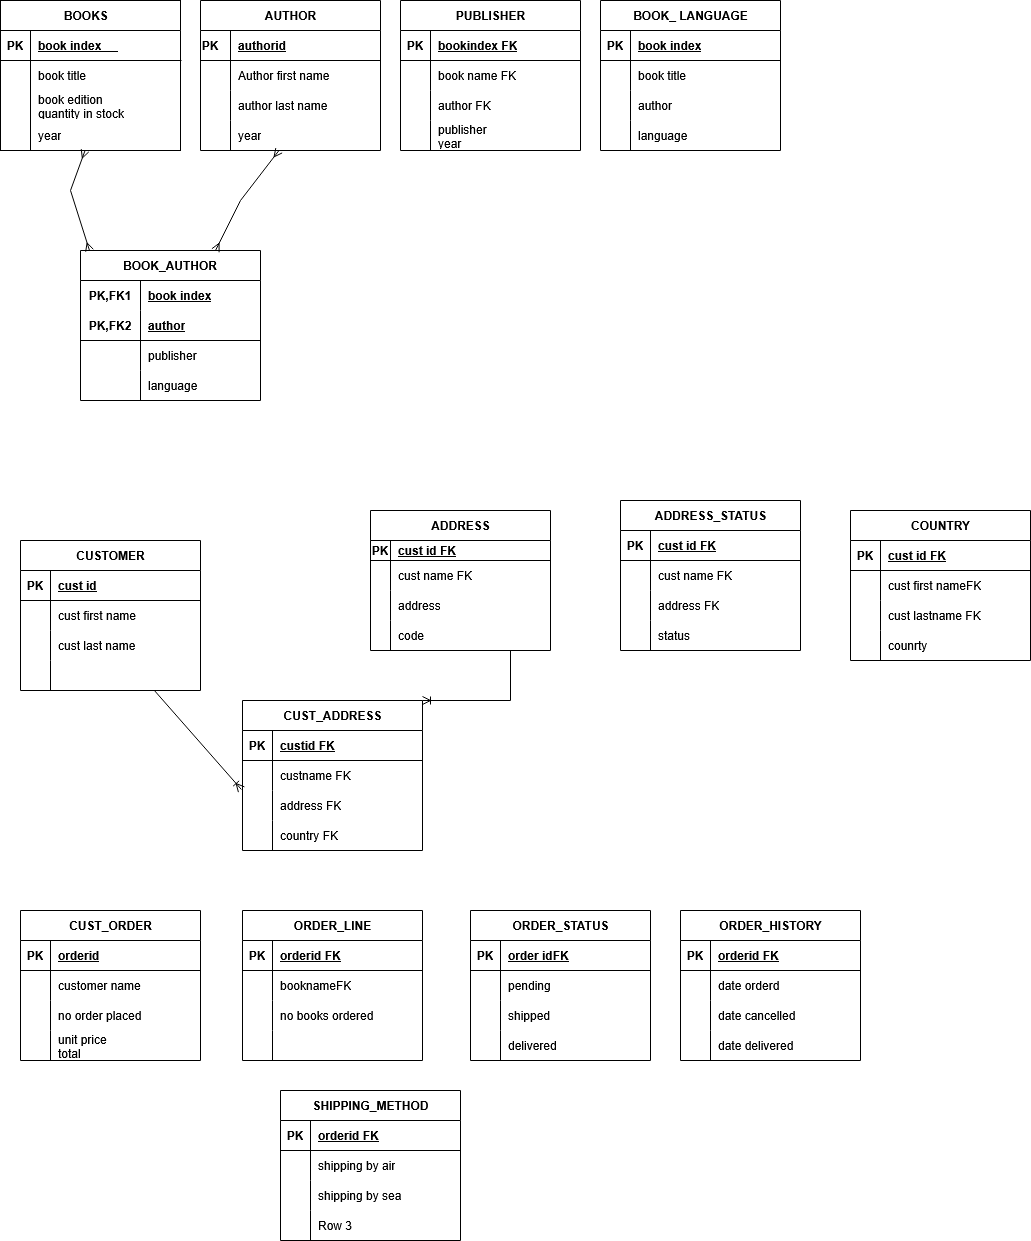 BOOKS
PK book index__
book title
book edition
quantity in stock
year
AUTHOR
PK authorid
Author first name
author last name
year
PUBLISHER
PK bookindex FK
book name FK
author FK
publisher
year
BOOK_ LANGUAGE
PK book index
book title
author
language
BOOK_AUTHOR
PK,FK1 book index
PK,FK2 author
publisher
language
CUSTOMER
PK cust id
cust first name
cust last name
ADDRESS
PK cust id FK
cust name FK
address
code
ADDRESS_STATUS
PK cust id FK
cust name FK
address FK
status
COUNTRY
PK cust id FK
cust first nameFK
cust lastname FK
counrty
CUST_ADDRESS
PK custid FK
custname FK
address FK
country FK
CUST_ORDER
PK orderid
customer name
no order placed
unit price
total
ORDER_LINE
PK orderid FK
booknameFK
no books ordered
ORDER_STATUS
PK order idFK
pending
shipped
delivered
ORDER_HISTORY
PK orderid FK
date orderd
date cancelled
date delivered
SHIPPING_METHOD
PK orderid FK
shipping by air
shipping by sea
Row 3